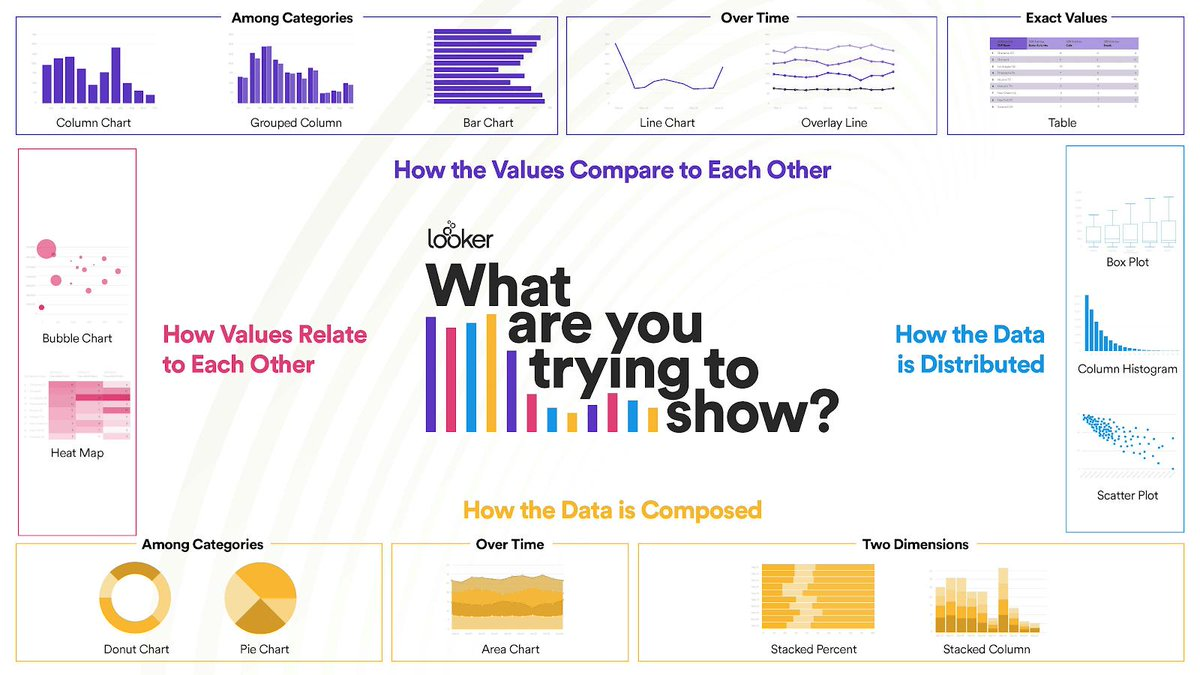 Among Categories
Over Time
Exact Values
Column Chart
Grouped Column
Bar Chart
Line Chart
Overlay Line
Table
How the Values Compare to Each Other
looker
What
are you
trying to
show?
Bubble Chart
Heat Map
How Values Relate
to Each Other
How the Data
is Distributed
Box Plot
Column Histogram
Scatter Plot
How the Data is Composed
Among Categories
Over Time
Two Dimensions
Donut Chart
Pie Chart
Area Chart
Stacked Percent
Stacked Column